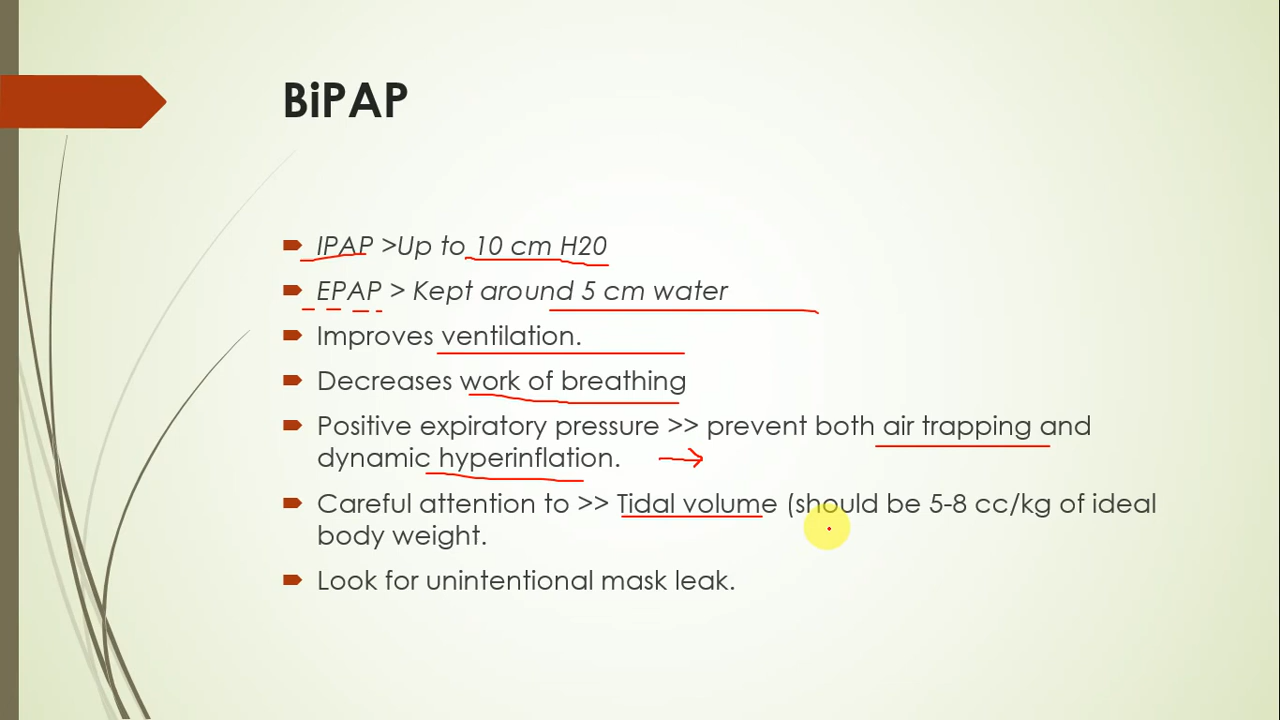 BiPAP
IPAP >Up to 10 cm H20
EPAP > Kept around 5 cm water
Improves ventilation.
Decreases work of breathing
Positive expiratory pressure >> prevent both air trapping and
dynamic hyperinflation.
Careful attention to >> Tidal volume (should be 5-8 cc/kg of ideal
body weight.
Look for unintentional mask leak.